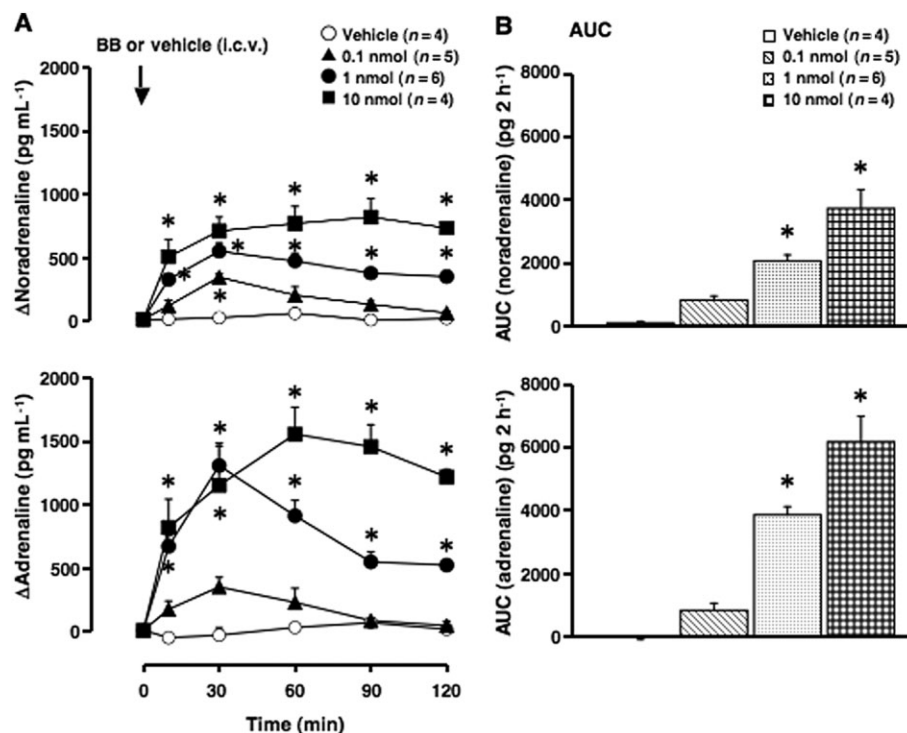 A
BB or vehicle (i.c.v.)
Vehicle (n=4)
0.1 nmol (n=5)
1 nmol (n=6)
10 nmol (n=4)
ΔNoradrenaline (pg mL⁻¹)
2000
1500
1000
500
0
* * * * *
* * * * *
*
ΔAdrenaline (pg mL⁻¹)
2000
1500
1000
500
0
* * * * *
* * * * *
0 30 60 90 120
Time (min)
B
AUC
Vehicle (n=4)
0.1 nmol (n=5)
1 nmol (n=6)
10 nmol (n=4)
AUC (noradrenaline) (pg 2 h⁻¹)
8000
6000
4000
2000
0
* *
AUC (adrenaline) (pg 2 h⁻¹)
8000
6000
4000
2000
0
* *